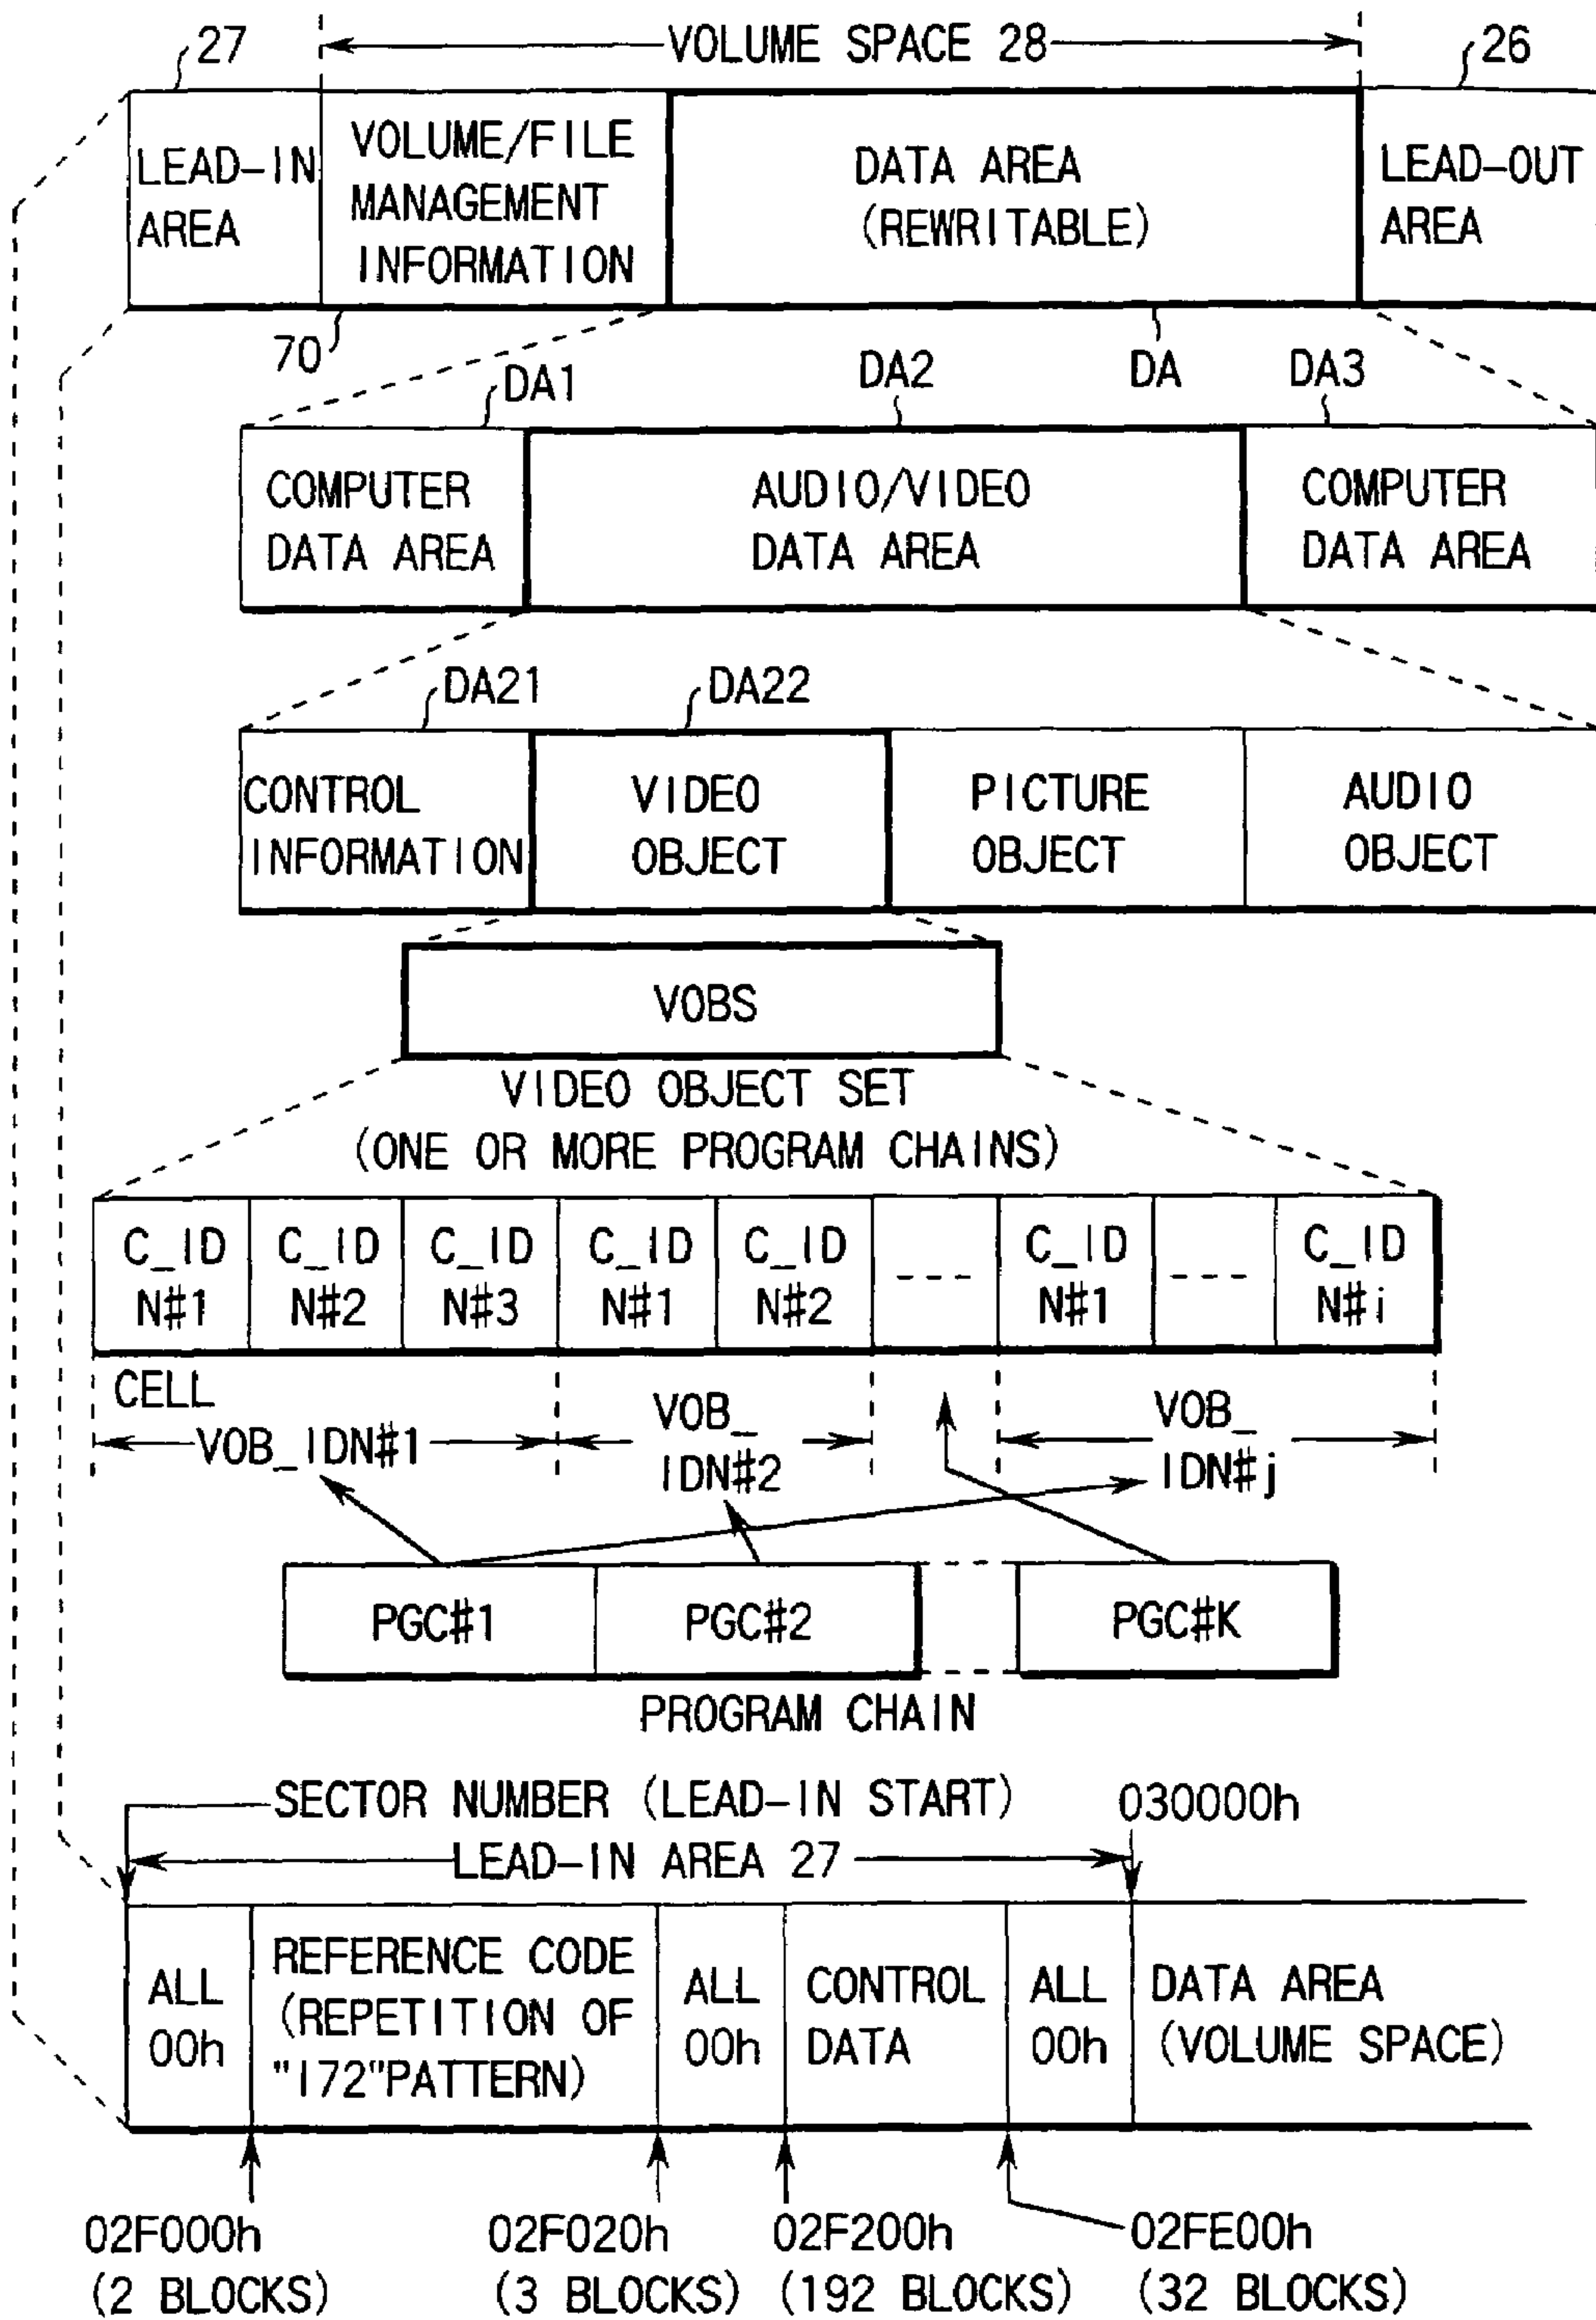 27
VOLUME SPACE 28
26
LEAD-IN
AREA
VOLUME/FILE
MANAGEMENT
INFORMATION
DATA AREA
(REWRITABLE)
LEAD-OUT
AREA
70
DA1
DA2
DA
DA3
COMPUTER
DATA AREA
AUDIO/VIDEO
DATA AREA
COMPUTER
DATA AREA
DA21
DA22
CONTROL
INFORMATION
VIDEO
OBJECT
PICTURE
OBJECT
AUDIO
OBJECT
VOBS
VIDEO OBJECT SET
(ONE OR MORE PROGRAM CHAINS)
C_ID
N#1
C_ID
N#2
C_ID
N#3
C_ID
N#1
C_ID
N#2
----
C_ID
N#1
----
C_ID
N#i
CELL
VOB_IDN#1
VOB_
IDN#2
VOB_
IDN#j
PGC#1
PGC#2
PGC#K
PROGRAM CHAIN
SECTOR NUMBER (LEAD-IN START)
030000h
LEAD-IN AREA 27
ALL
00h
REFERENCE CODE
(REPETITION OF
"172"PATTERN)
ALL
00h
CONTROL
DATA
ALL
00h
DATA AREA
(VOLUME SPACE)
02F000h
(2 BLOCKS)
02F020h
(3 BLOCKS)
02F200h
(192 BLOCKS)
02FE00h
(32 BLOCKS)